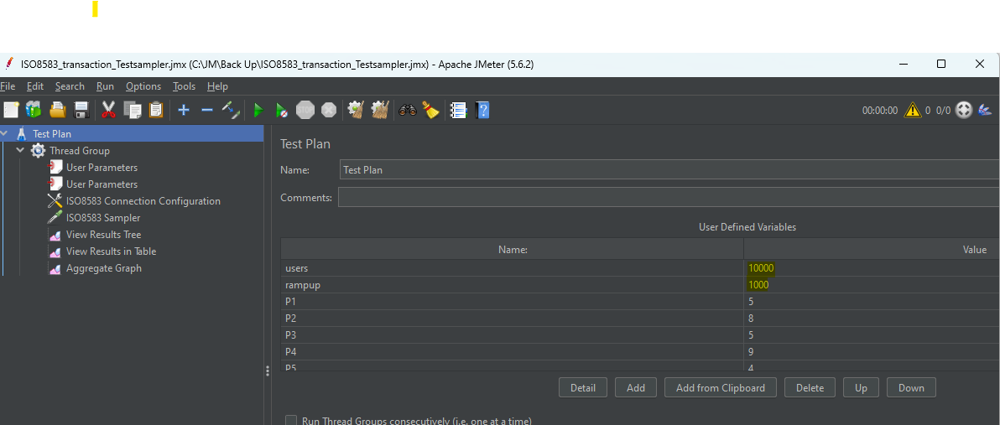 ISO8583_transaction_Testsampler.jmx (C:\JM\Back Up\ISO8583_transaction_Testsampler.jmx) - Apache JMeter (5.6.2)
File Edit Search Run Options Tools Help
00:00:00 0 0/0
Test Plan
Thread Group
User Parameters
User Parameters
ISO8583 Connection Configuration
ISO8583 Sampler
View Results Tree
View Results in Table
Aggregate Graph
Test Plan
Name: Test Plan
Comments:
User Defined Variables
Name: Value
users 10000
rampup 1000
P1 5
P2 8
P3 5
P4 9
P5 4
Detail Add Add from Clipboard Delete Up Down
Run Thread Groups consecutively (i.e. one at a time)